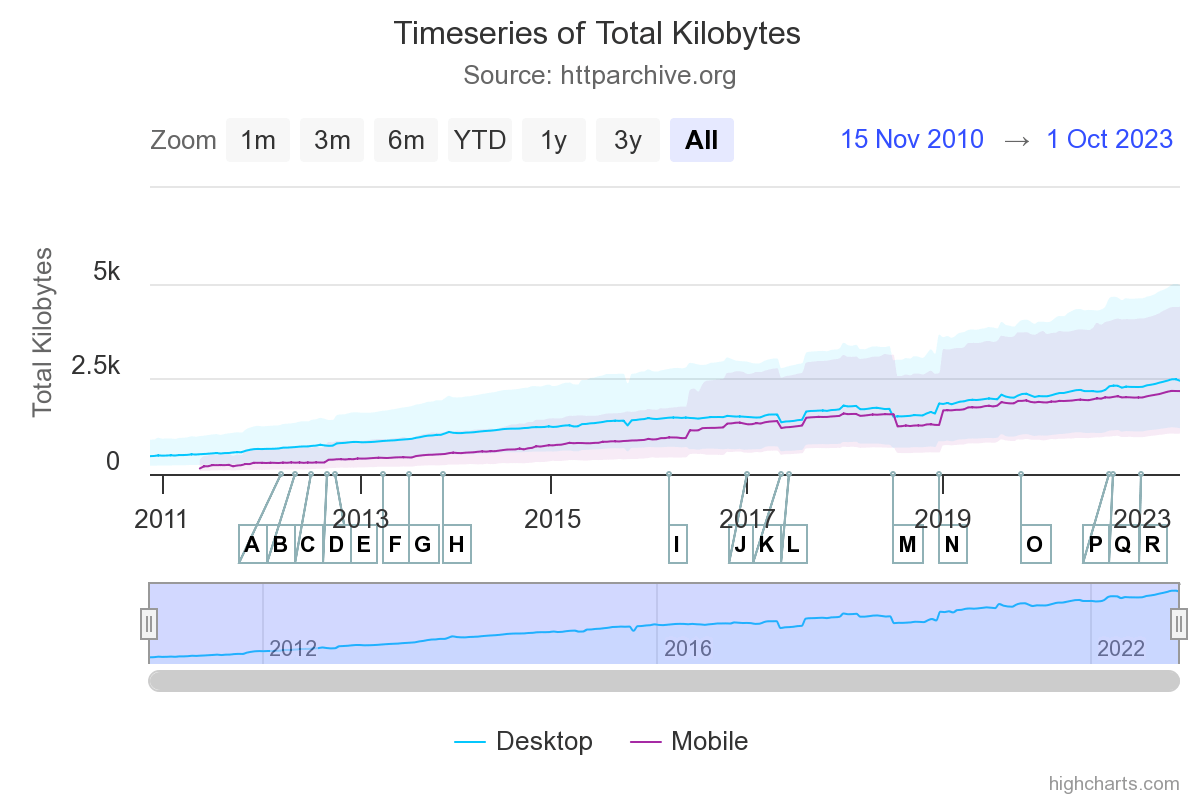 Timeseries of Total Kilobytes
Source: httparchive.org
Zoom 1m 3m 6m YTD 1y 3y All 15 Nov 2010 → 1 Oct 2023
Total Kilobytes
5k
2.5k
0
2011 2013 2015 2017 2019 2023
A B C D E F G H I J K L M N O P Q R
2012 2016 2022
Desktop Mobile
highcharts.com